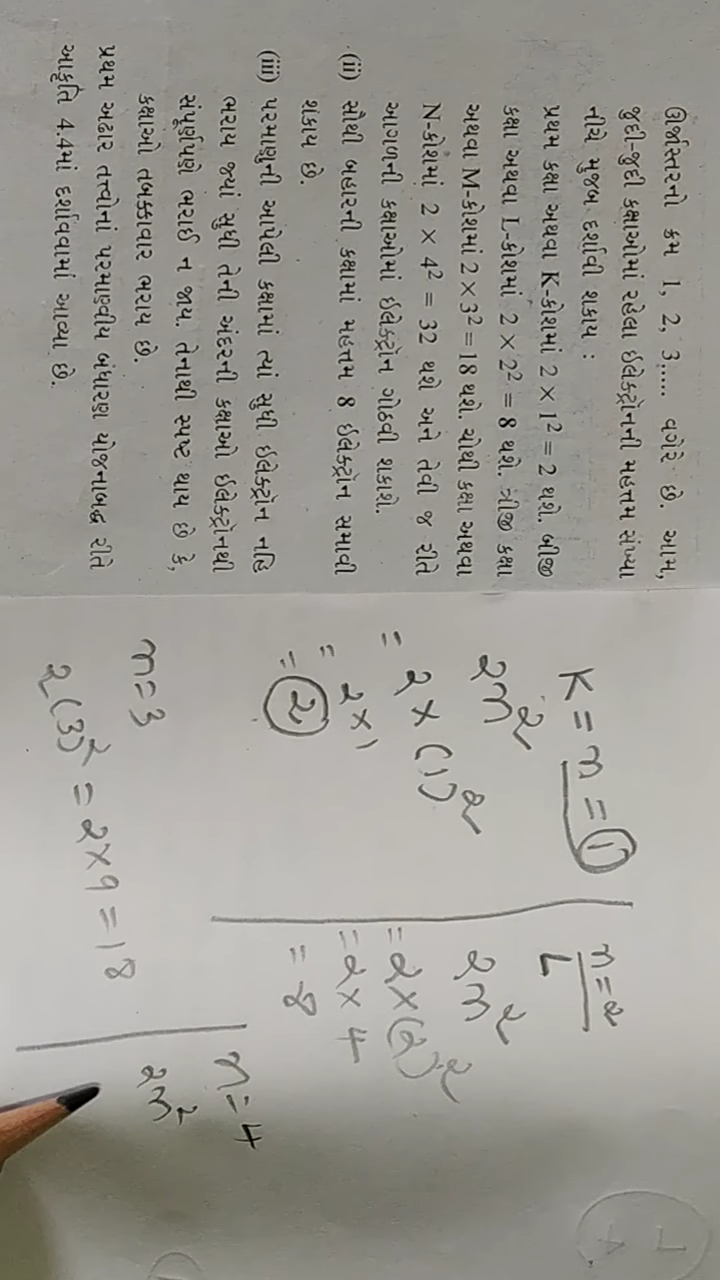 ઊર્જાસ્તરનો ક્રમ 1, 2, 3..... વગેરે છે. આમ,
જુદી-જુદી કક્ષાઓમાં રહેલા ઇલેક્ટ્રૉનની મહત્તમ સંખ્યા
નીચે મુજબ દર્શાવી શકાય :
પ્રથમ કક્ષા અથવા K-કોશમાં 2 × 1² = 2 થશે. બીજી
કક્ષા અથવા L-કોશમાં 2 × 2² = 8 થશે. ત્રીજી કક્ષા
અથવા M-કોશમાં 2 × 3² = 18 થશે. ચોથી કક્ષા અથવા
N-કોશમાં 2 × 4² = 32 થશે અને તેવી જ રીતે
આગળની કક્ષાઓમાં ઇલેક્ટ્રૉન ગોઠવી શકાશે.
(ii) સૌથી બહારની કક્ષામાં મહત્તમ 8 ઇલેક્ટ્રૉન સમાવી
શકાય છે.
(iii) પરમાણુની આપેલી કક્ષામાં ત્યાં સુધી ઇલેક્ટ્રૉન નહિ
ભરાય જ્યાં સુધી તેની અંદરની કક્ષાઓ ઇલેક્ટ્રૉનથી
સંપૂર્ણપણે ભરાઈ ન જાય. તેનાથી સ્પષ્ટ થાય છે કે,
કક્ષાઓ તબક્કાવાર ભરાય છે.
પ્રથમ અઢાર તત્ત્વોનાં પરમાણ્વીય બંધારણ યોજનાબદ્ધ રીતે
આકૃતિ 4.4માં દર્શાવવામાં આવ્યા છે.
K = n = 1
2n²
= 2 × (1)²
= 2 × 1
= 2
n = 2
L
2n²
= 2 × (2)²
= 2 × 4
= 8
n = 3
2(3)² = 2 × 9 = 18
n = 4
2n²